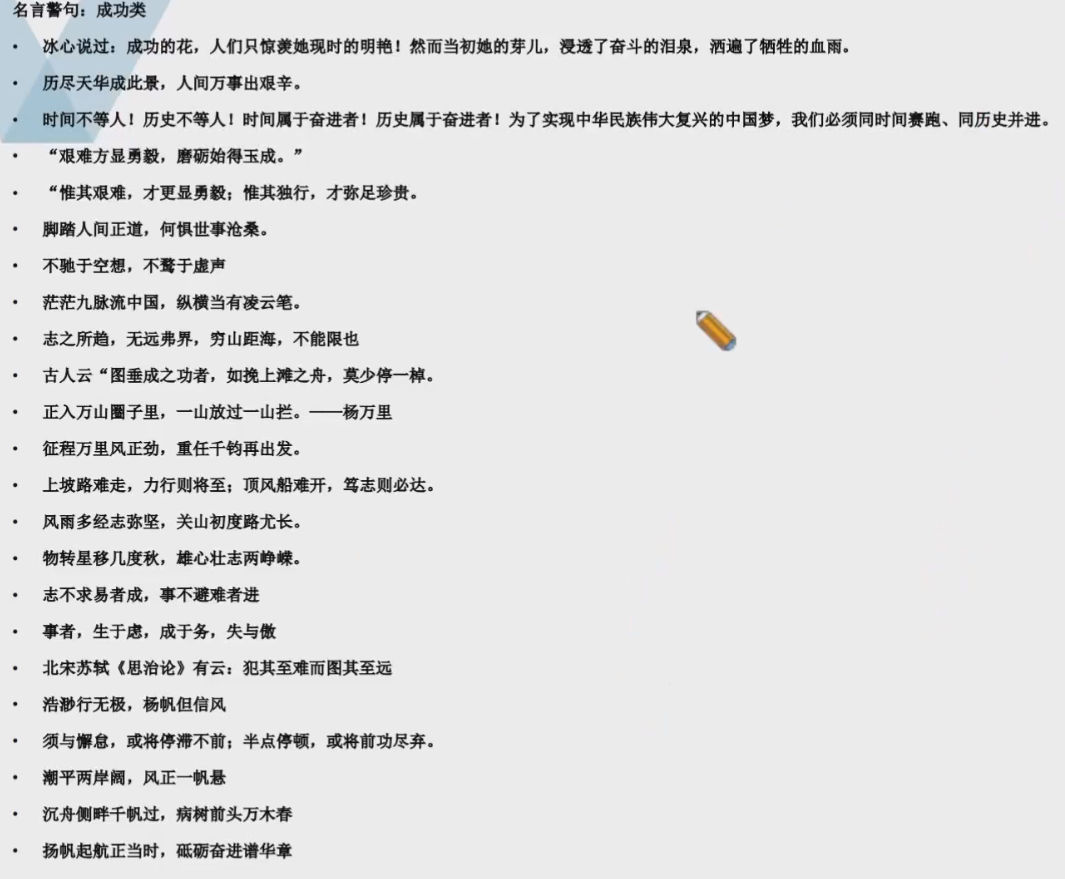 名言警句：成功类
• 冰心说过：成功的花，人们只惊羡她现时的明艳！然而当初她的芽儿，浸透了奋斗的泪泉，洒遍了牺牲的血雨。
• 历尽天华成此景，人间万事出艰辛。
• 时间不等人！历史不等人！时间属于奋进者！历史属于奋进者！为了实现中华民族伟大复兴的中国梦，我们必须同时间赛跑、同历史并进。
• “艰难方显勇毅，磨砺始得玉成。”
• “惟其艰难，才更显勇毅；惟其独行，才弥足珍贵。
• 脚踏人间正道，何惧世事沧桑。
• 不驰于空想，不骛于虚声
• 茫茫九脉流中国，纵横当有凌云笔。
• 志之所趋，无远弗界，穷山距海，不能限也
• 古人云“图垂成之功者，如挽上滩之舟，莫少停一棹。
• 正入万山圈子里，一山放过一山拦。——杨万里
• 征程万里风正劲，重任千钧再出发。
• 上坡路难走，力行则将至；顶风船难开，笃志则必达。
• 风雨多经志弥坚，关山初度路尤长。
• 物转星移几度秋，雄心壮志两峥嵘。
• 志不求易者成，事不避难者进
• 事者，生于虑，成于务，失与傲
• 北宋苏轼《思治论》有云：犯其至难而图其至远
• 浩渺行无极，杨帆但信风
• 须与懈怠，或将停滞不前；半点停顿，或将前功尽弃。
• 潮平两岸阔，风正一帆悬
• 沉舟侧畔千帆过，病树前头万木春
• 扬帆起航正当时，砥砺奋进谱华章